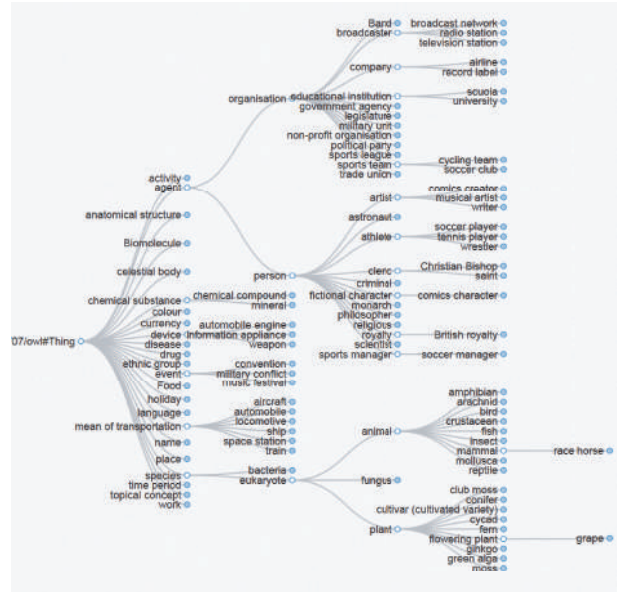 Band
broadcaster
broadcast network
radio station
television station
company
airline
record label
organisation
educational institution
scuola
university
government agency
legislature
military unit
non-profit organisation
political party
sports league
sports team
cycling team
soccer club
trade union
activity
agent
comics creator
artist
musical artist
writer
anatomical structure
astronaut
soccer player
athlete
tennis player
wrestler
Biomolecule
celestial body
person
cleric
Christian Bishop
saint
criminal
chemical substance
chemical compound
mineral
fictional character
comics character
monarch
colour
philosopher
currency
automobile engine
religious
device
information appliance
royalty
British royalty
07/owl#Thing
disease
weapon
scientist
drug
sports manager
soccer manager
ethnic group
convention
event
military conflict
music festival
Food
holiday
aircraft
language
automobile
locomotive
mean of transportation
ship
space station
train
name
place
amphibian
arachnid
bird
crustacean
animal
fish
insect
mammal
race horse
mollusca
reptile
species
bacteria
eukaryote
fungus
time period
topical concept
work
club moss
conifer
cultivar (cultivated variety)
cycad
plant
fern
flowering plant
grape
ginkgo
green alga
moss